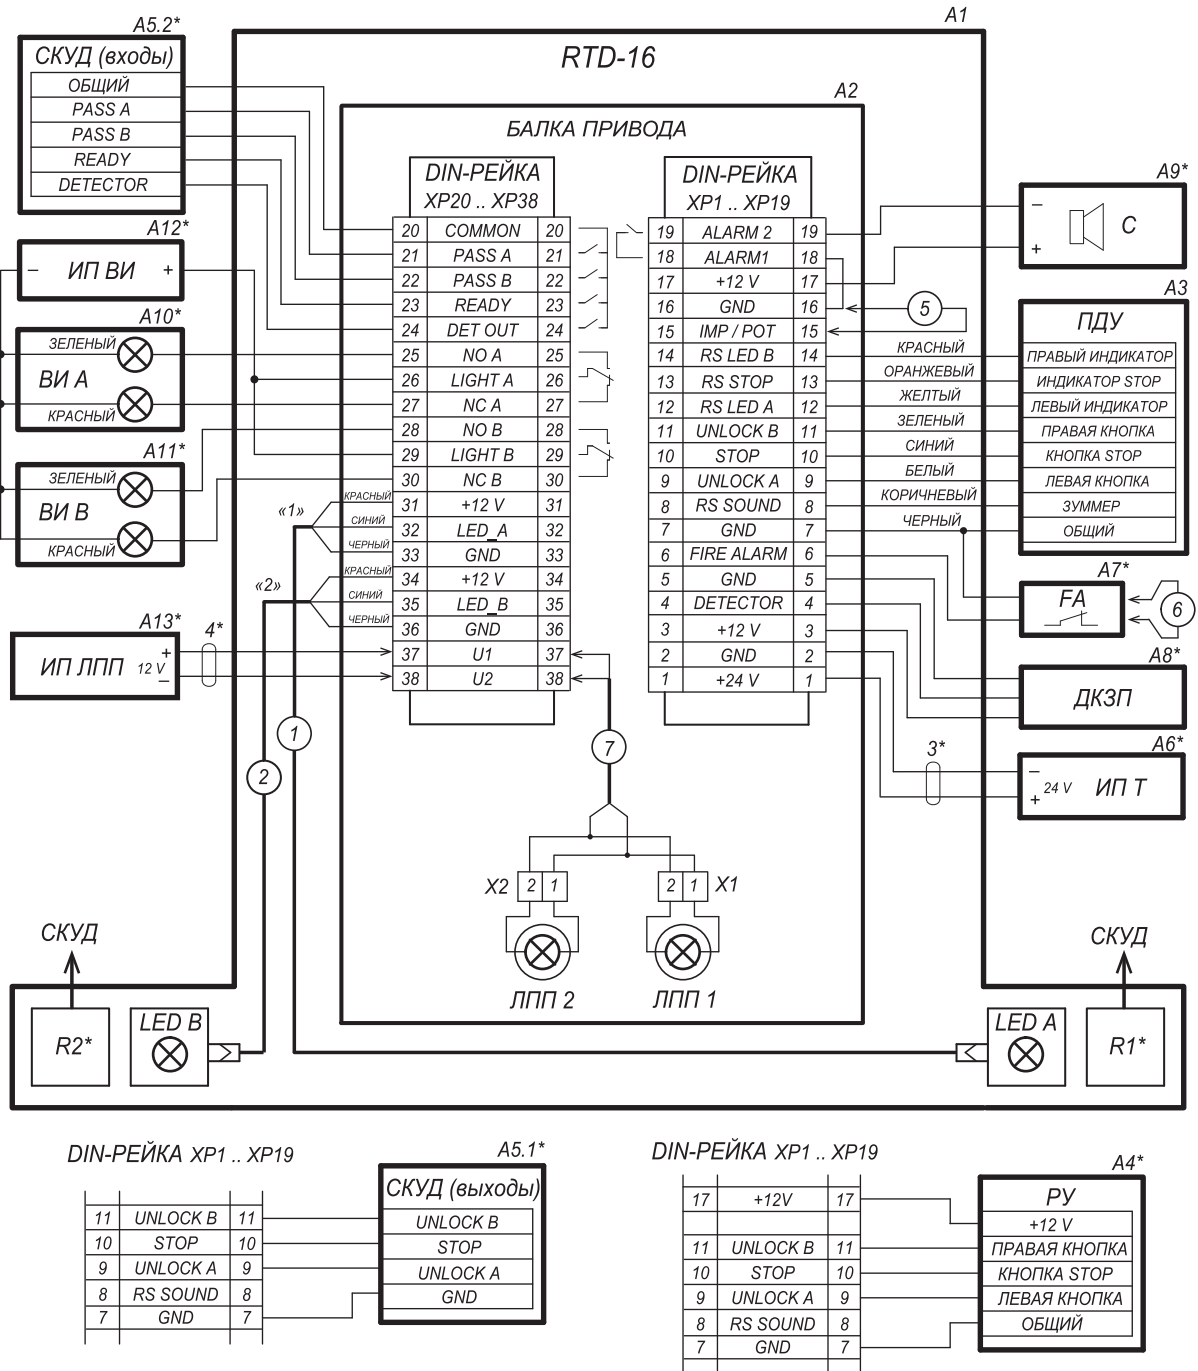 A1
A5.2*
СКУД (входы)
ОБЩИЙ
PASS A
PASS B
READY
DETECTOR
RTD-16
A2
БАЛКА ПРИВОДА
DIN-РЕЙКА
XP20 .. XP38
20 COMMON 20
21 PASS A 21
22 PASS B 22
23 READY 23
24 DET OUT 24
25 NO A 25
26 LIGHT A 26
27 NC A 27
28 NO B 28
29 LIGHT B 29
30 NC B 30
31 +12 V 31
32 LED_A 32
33 GND 33
34 +12 V 34
35 LED_B 35
36 GND 36
37 U1 37
38 U2 38
DIN-РЕЙКА
XP1 .. XP19
19 ALARM 2 19
18 ALARM1 18
17 +12 V 17
16 GND 16
15 IMP / POT 15
14 RS LED B 14
13 RS STOP 13
12 RS LED A 12
11 UNLOCK B 11
10 STOP 10
9 UNLOCK A 9
8 RS SOUND 8
7 GND 7
6 FIRE ALARM 6
5 GND 5
4 DETECTOR 4
3 +12 V 3
2 GND 2
1 +24 V 1
A12*
– ИП ВИ +
A10*
ЗЕЛЕНЫЙ
ВИ А
КРАСНЫЙ
A11*
ЗЕЛЕНЫЙ
ВИ В
КРАСНЫЙ
«1»
КРАСНЫЙ
СИНИЙ
ЧЕРНЫЙ
«2»
КРАСНЫЙ
СИНИЙ
ЧЕРНЫЙ
A13*
ИП ЛПП 12 V
+
–
4*
1
2
7
A9*
–
+
С
5
A3
ПДУ
КРАСНЫЙ ПРАВЫЙ ИНДИКАТОР
ОРАНЖЕВЫЙ ИНДИКАТОР STOP
ЖЕЛТЫЙ ЛЕВЫЙ ИНДИКАТОР
ЗЕЛЕНЫЙ ПРАВАЯ КНОПКА
СИНИЙ КНОПКА STOP
БЕЛЫЙ ЛЕВАЯ КНОПКА
КОРИЧНЕВЫЙ ЗУММЕР
ЧЕРНЫЙ ОБЩИЙ
A7*
FA
6
A8*
ДКЗП
3*
A6*
–
+
24 V ИП Т
X2 2 1
2 1 X1
ЛПП 2
ЛПП 1
СКУД
R2*
LED B
СКУД
LED A
R1*
DIN-РЕЙКА XP1 .. XP19
11 UNLOCK B 11
10 STOP 10
9 UNLOCK A 9
8 RS SOUND 8
7 GND 7
A5.1*
СКУД (выходы)
UNLOCK B
STOP
UNLOCK A
GND
DIN-РЕЙКА XP1 .. XP19
17 +12V 17
11 UNLOCK B 11
10 STOP 10
9 UNLOCK A 9
8 RS SOUND 8
7 GND 7
A4*
РУ
+12 V
ПРАВАЯ КНОПКА
КНОПКА STOP
ЛЕВАЯ КНОПКА
ОБЩИЙ